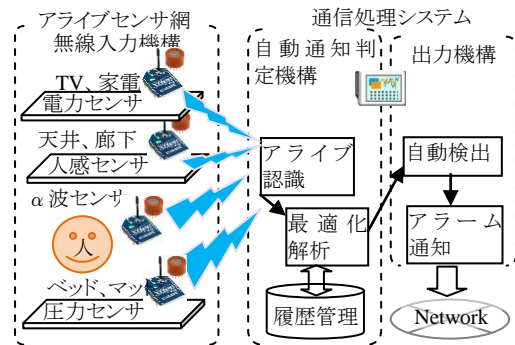 アライブセンサ網
無線入力機構
TV、家電
電力センサ
天井、廊下
人感センサ
α波センサ
人
ベッド、マッ
圧力センサ
通信処理システム
自動通知判
定機構
アライブ
認識
最適化
解析
履歴管理
出力機構
自動検出
アラーム
通知
Network